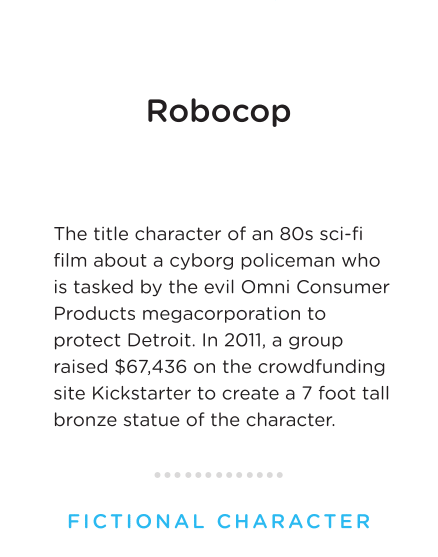 Robocop
The title character of an 80s sci-fi
film about a cyborg policeman who
is tasked by the evil Omni Consumer
Products megacorporation to
protect Detroit. In 2011, a group
raised $67,436 on the crowdfunding
site Kickstarter to create a 7 foot tall
bronze statue of the character.
FICTIONAL CHARACTER